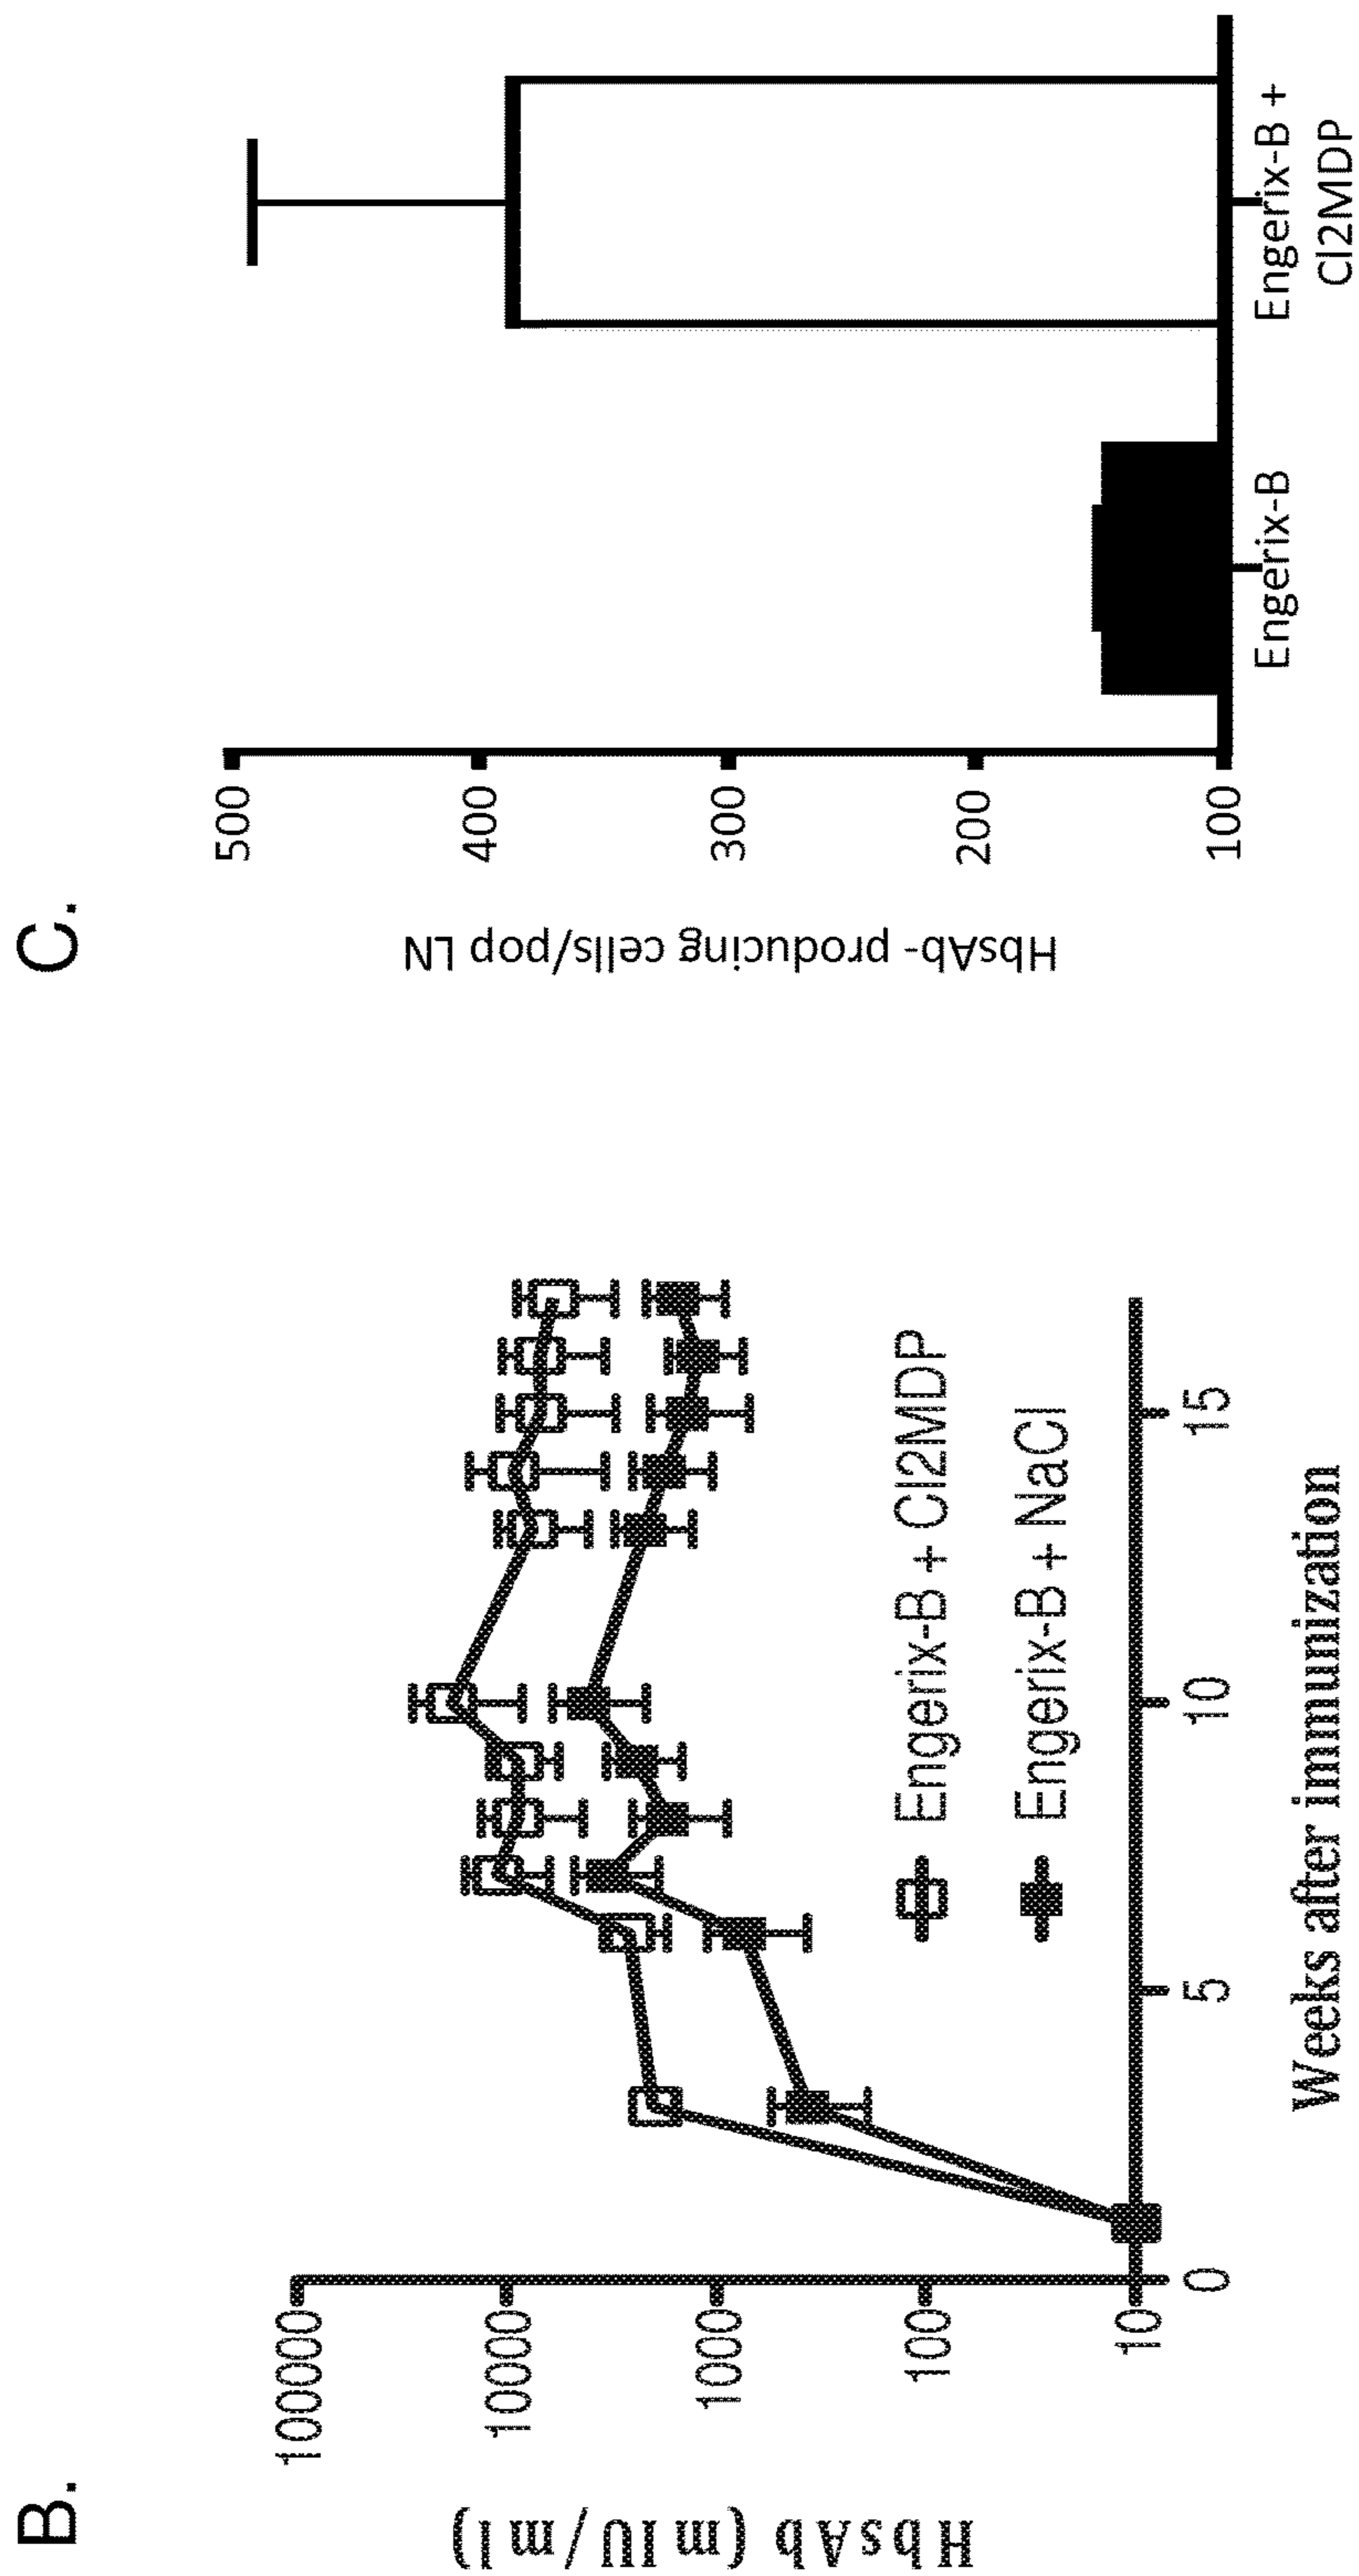 B.
HbsAb (mIU/ml)
100000
10000
1000
100
10
0
5
10
15
Engerix-B + Cl2MDP
Engerix-B + NaCl
Weeks after immunization
C.
HbsAb -producing cells/pop LN
500
400
300
200
100
Engerix-B
Engerix-B +
Cl2MDP